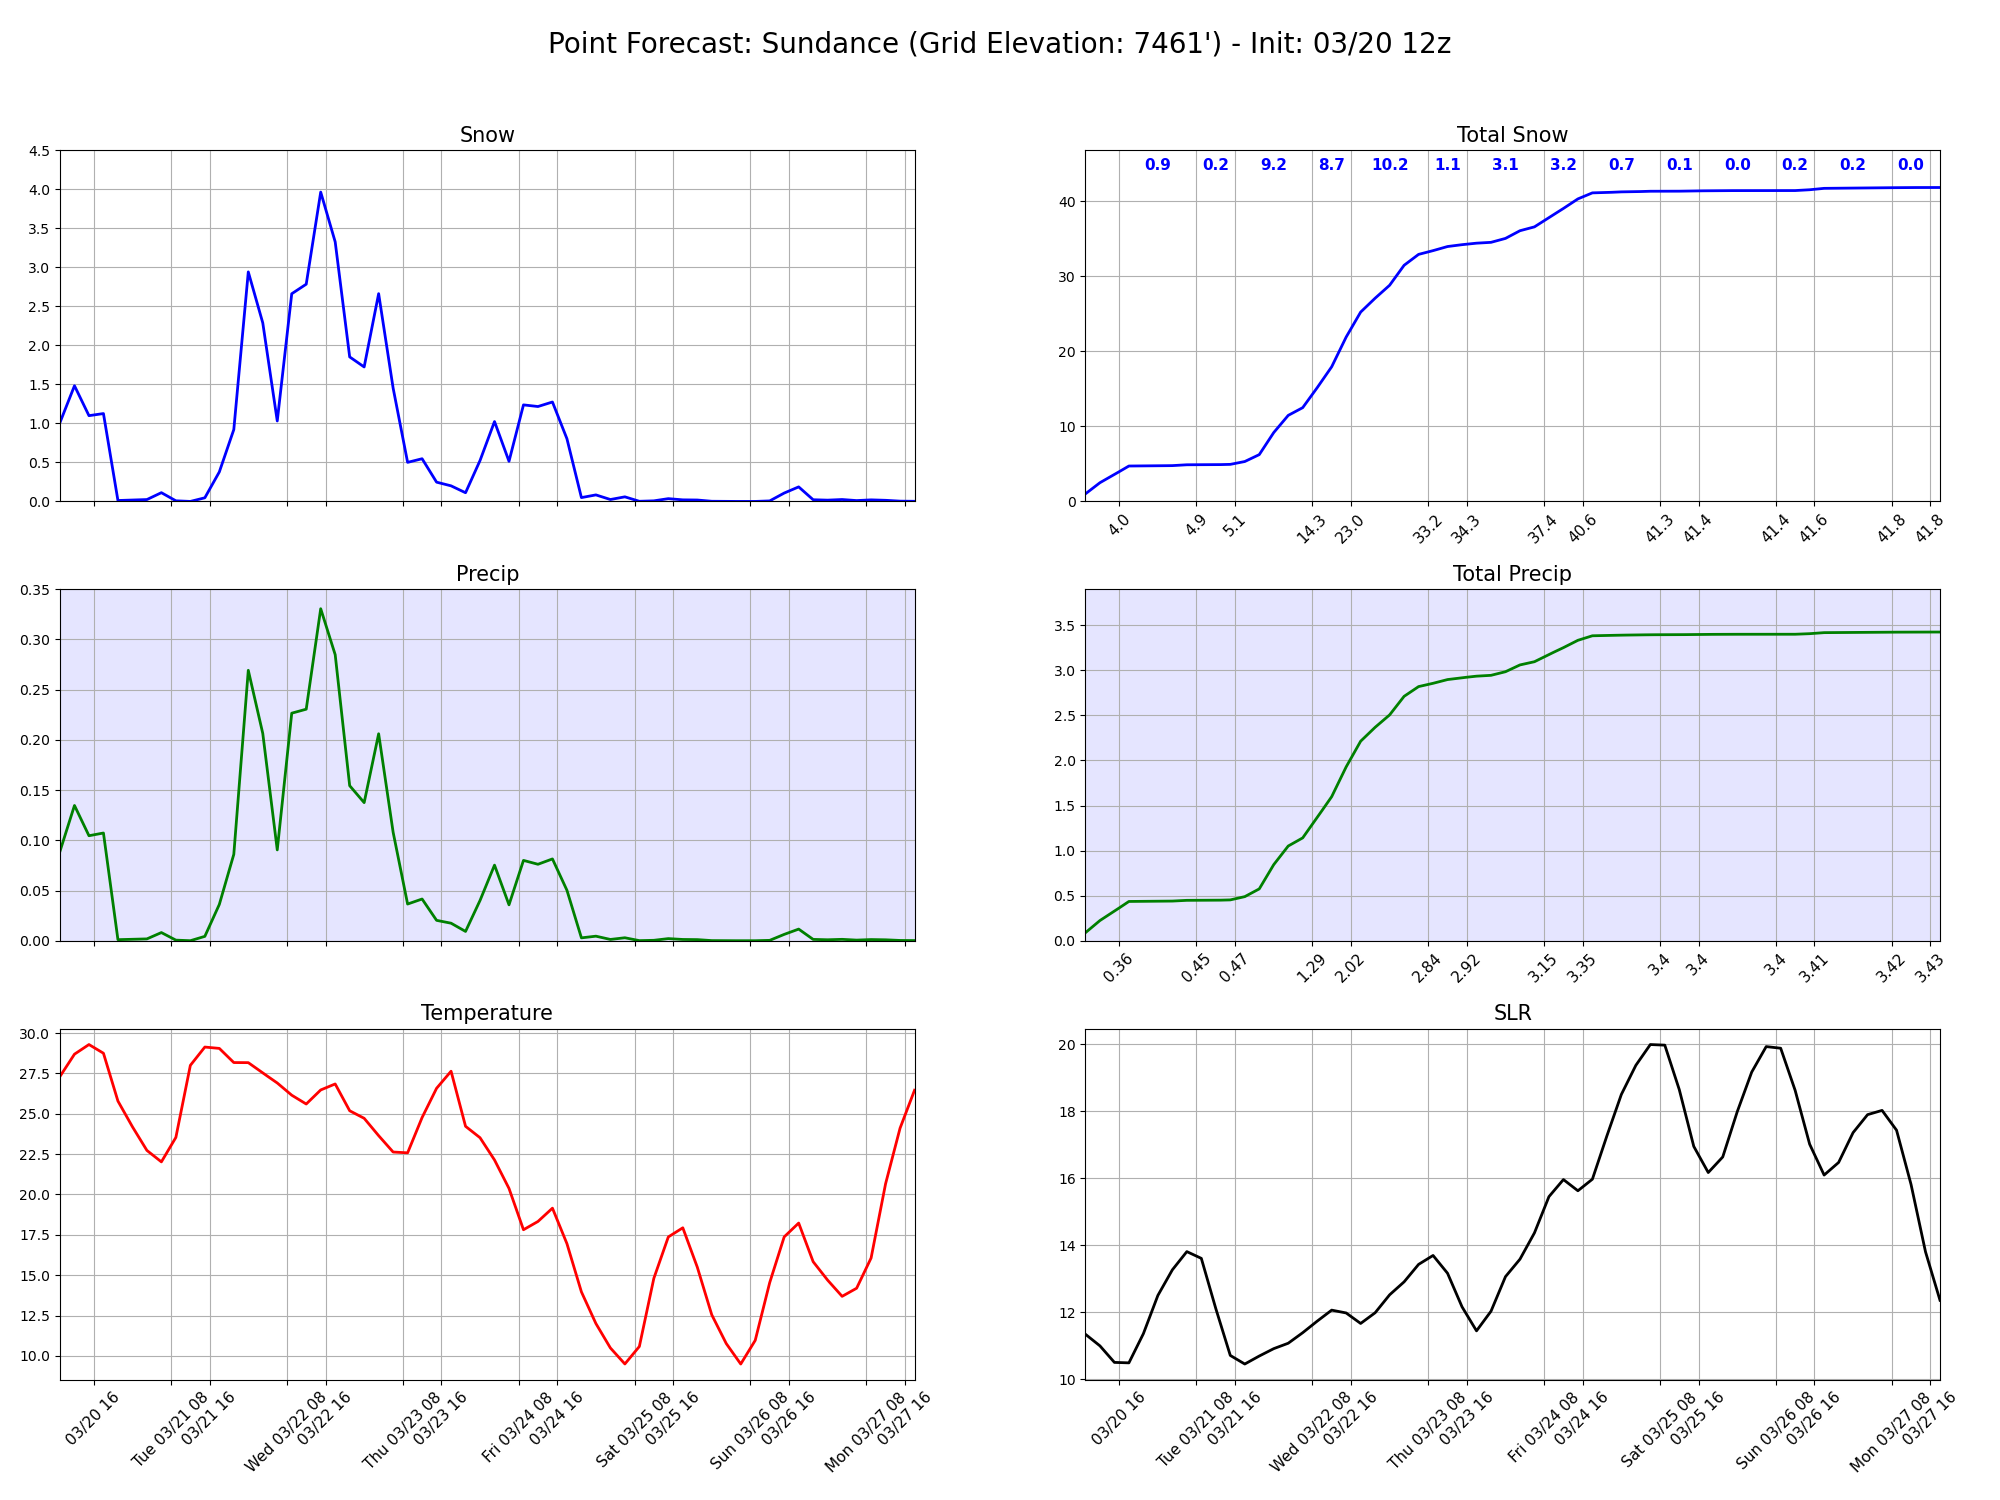 Point Forecast: Sundance (Grid Elevation: 7461') - Init: 03/20 12z
Snow
4.5
4.0
3.5
3.0
2.5
2.0
1.5
1.0
0.5
0.0
Total Snow
0.9 0.2 9.2 8.7 10.2 1.1 3.1 3.2 0.7 0.1 0.0 0.2 0.2 0.0
40
30
20
10
0
4.0 4.9 5.1 14.3 23.0 33.2 34.3 37.4 40.6 41.3 41.4 41.4 41.6 41.8 41.8
Precip
0.35
0.30
0.25
0.20
0.15
0.10
0.05
0.00
Total Precip
3.5
3.0
2.5
2.0
1.5
1.0
0.5
0.0
0.36 0.45 0.47 1.29 2.02 2.84 2.92 3.15 3.35 3.4 3.4 3.4 3.41 3.42 3.43
Temperature
30.0
27.5
25.0
22.5
20.0
17.5
15.0
12.5
10.0
03/20 16
Tue 03/21 08
03/21 16
Wed 03/22 08
03/22 16
Thu 03/23 08
03/23 16
Fri 03/24 08
03/24 16
Sat 03/25 08
03/25 16
Sun 03/26 08
03/26 16
Mon 03/27 08
03/27 16
SLR
20
18
16
14
12
10
03/20 16
Tue 03/21 08
03/21 16
Wed 03/22 08
03/22 16
Thu 03/23 08
03/23 16
Fri 03/24 08
03/24 16
Sat 03/25 08
03/25 16
Sun 03/26 08
03/26 16
Mon 03/27 08
03/27 16